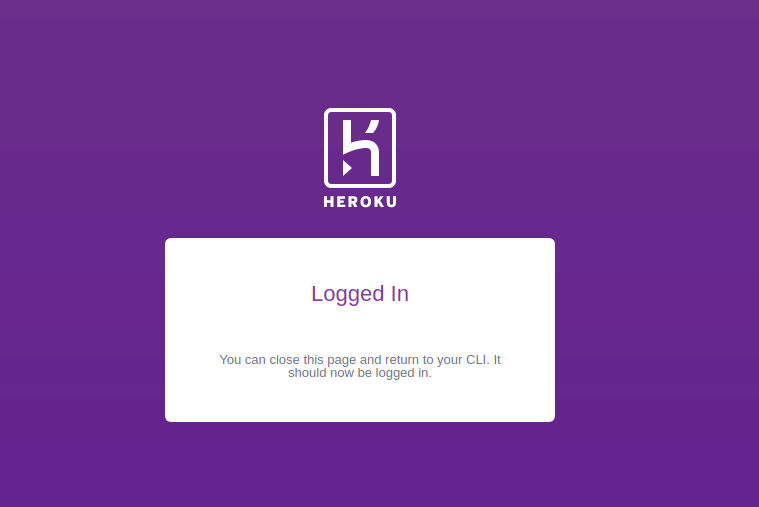 HEROKU
Logged In
You can close this page and return to your CLI. It
should now be logged in.